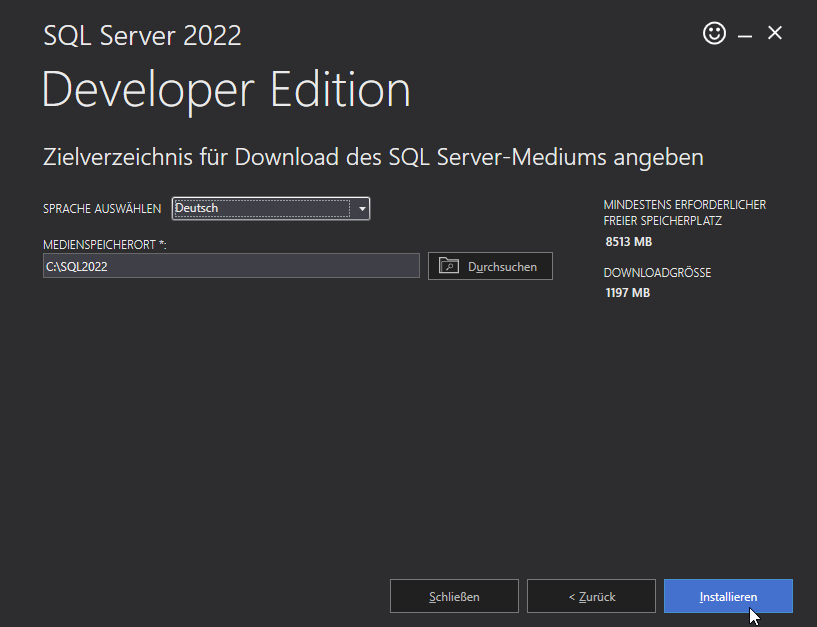 SQL Server 2022
Developer Edition
Zielverzeichnis für Download des SQL Server-Mediums angeben
SPRACHE AUSWÄHLEN Deutsch
MEDIENSPEICHERORT *:
C:\SQL2022 Durchsuchen
MINDESTENS ERFORDERLICHER
FREIER SPEICHERPLATZ
8513 MB
DOWNLOADGRÖSSE
1197 MB
Schließen < Zurück Installieren